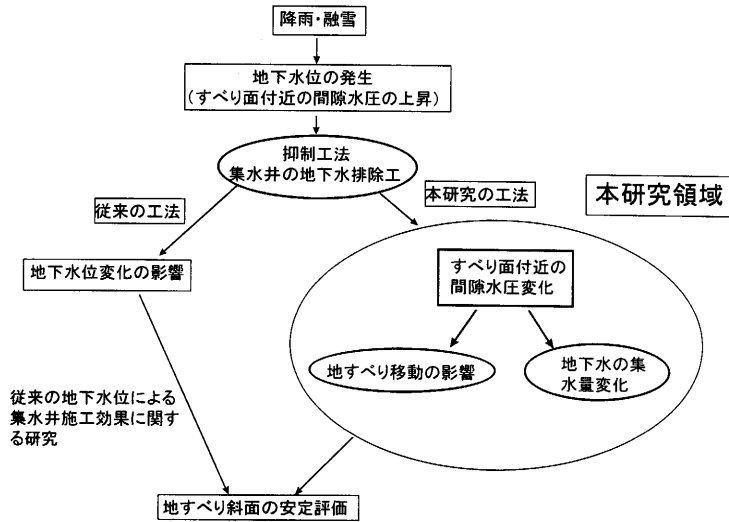 降雨・融雪
地下水位の発生
(すべり面付近の間隙水圧の上昇)
抑制工法
集水井の地下水排除工
従来の工法
本研究の工法
本研究領域
地下水位変化の影響
すべり面付近の
間隙水圧変化
地すべり移動の影響
地下水の集
水量変化
従来の地下水位による
集水井施工効果に関す
る研究
地すべり斜面の安定評価